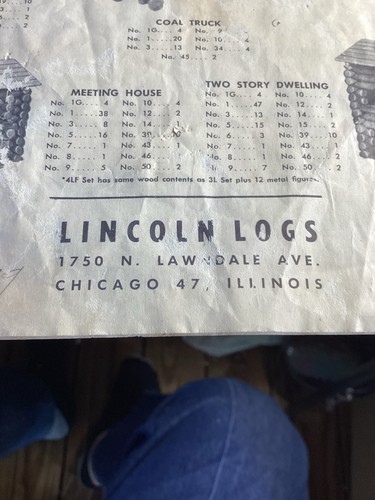 COAL TRUCK
No. 1G.... 4 No. 9
No. 1.....20 No. 10.... 4
No. 3.....13 No. 34.... 4
No. 45.... 2
MEETING HOUSE
No. 1G.... 4 No. 10.... 4
No. 1 .....38 No. 12.... 2
No. 3..... 8 No. 14.... 1
No. 5.....16 No. 39....
No. 7..... 1 No. 43.... 1
No. 8..... 1 No. 46
No. 9..... 5 No. 50 .... 2
TWO STORY DWELLING
No. 1G.... 4 No. 10.... 4
No. 1 .....47 No. 12.... 2
No. 3.....13 No. 14.... 1
No. 5.....15 No. 15.... 2
No. 6..... 3 No. 39....10
No. 7..... 1 No. 43.... 1
No. 8..... 1 No. 46.... 2
No. 9..... 7 No. 50.... 2
*4LF Set has same wood contents as 3L Set plus 12 metal figures.
LINCOLN LOGS
1750 N. LAWNDALE AVE.
CHICAGO 47, ILLINOIS